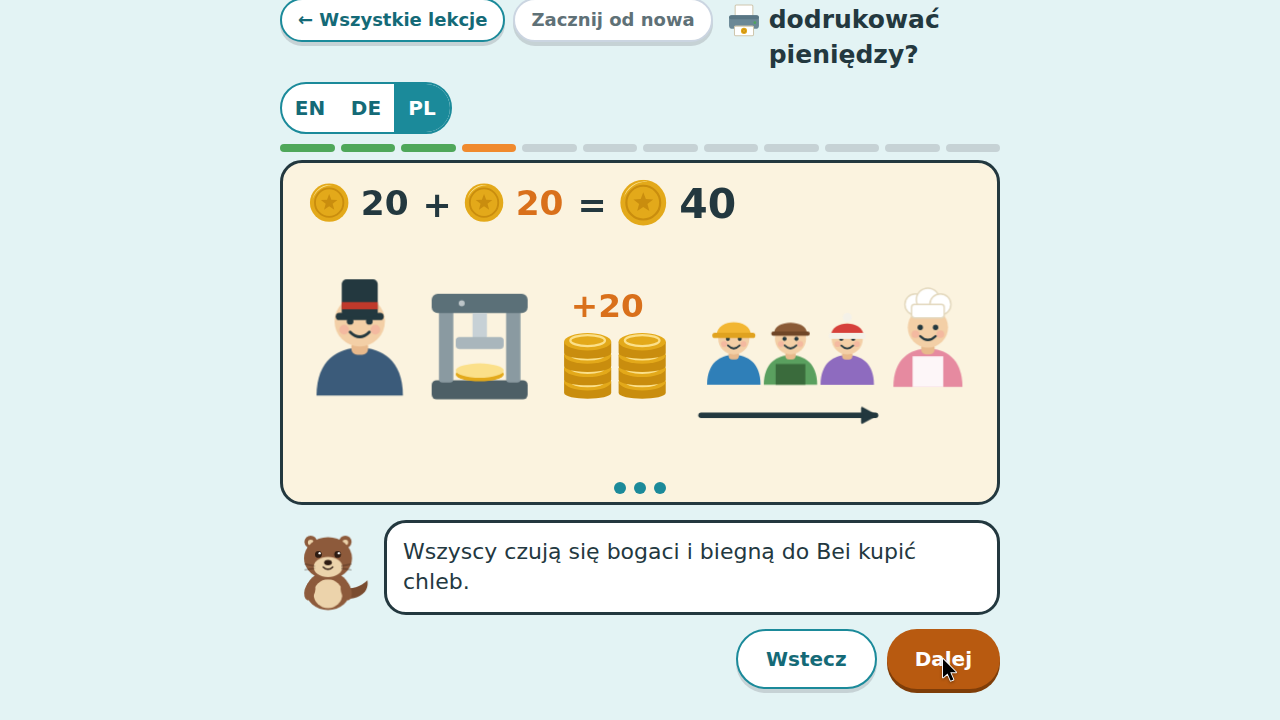 ← Wszystkie lekcje
Zacznij od nowa
dodrukować
pieniędzy?
EN DE PL
20 + 20 = 40
+20
Wszyscy czują się bogaci i biegną do Bei kupić
chleb.
Wstecz
Dalej